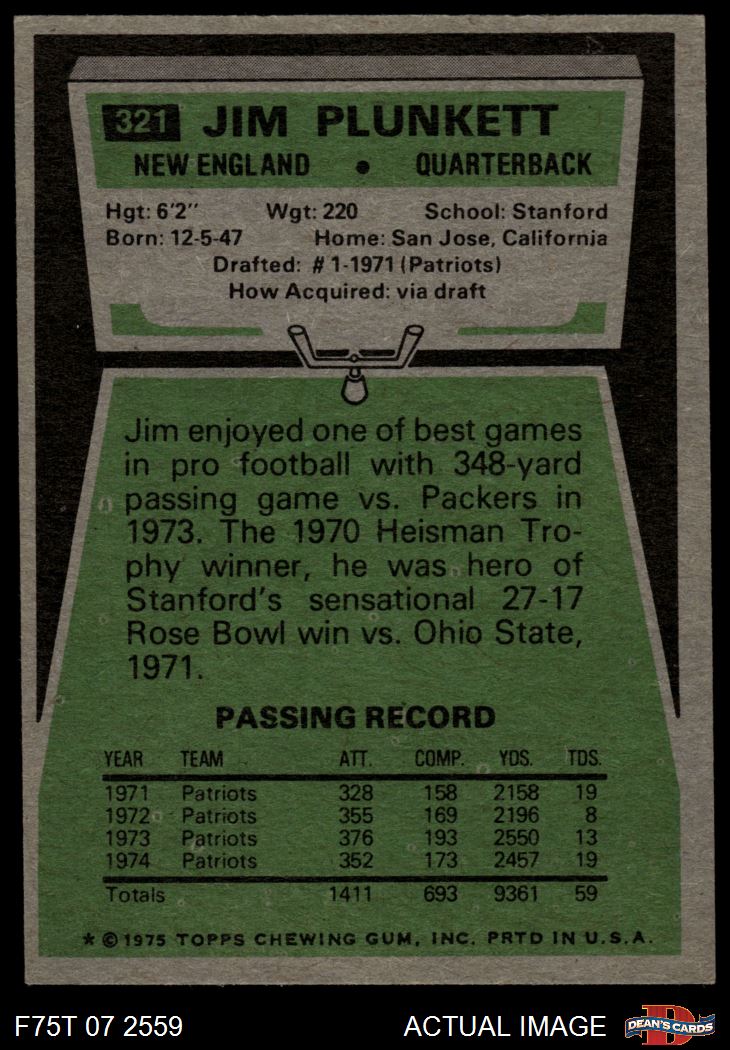 321 JIM PLUNKETT
NEW ENGLAND • QUARTERBACK
Hgt: 6'2" Wgt: 220 School: Stanford
Born: 12-5-47 Home: San Jose, California
Drafted: # 1-1971 (Patriots)
How Acquired: via draft
Jim enjoyed one of best games
in pro football with 348-yard
passing game vs. Packers in
1973. The 1970 Heisman Tro-
phy winner, he was hero of
Stanford's sensational 27-17
Rose Bowl win vs. Ohio State,
1971.
PASSING RECORD
YEAR TEAM ATT. COMP. YDS. TDS.
1971 Patriots 328 158 2158 19
1972 Patriots 355 169 2196 8
1973 Patriots 376 193 2550 13
1974 Patriots 352 173 2457 19
Totals 1411 693 9361 59
* © 1975 TOPPS CHEWING GUM, INC. PRTD IN U.S.A.
F75T 07 2559 ACTUAL IMAGE D DEAN'S CARDS